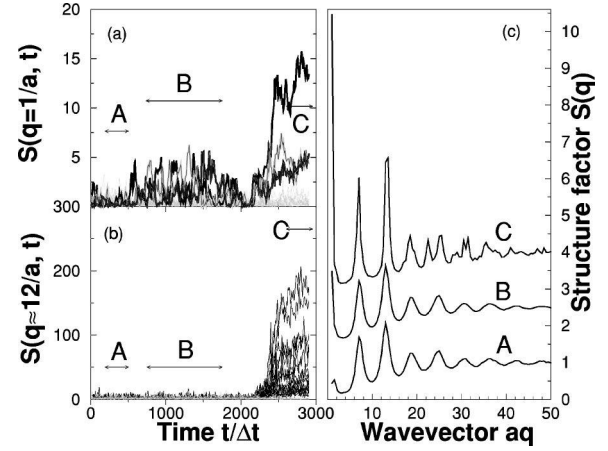 20
15
10
5
S(q=1/a, t)
(a)
A
B
C
300
200
100
0
S(q≈12/a, t)
(b)
A
B
C
0 1000 2000 3000
Time t/Δt
(c)
C
B
A
10
9
8
7
6
5
4
3
2
1
0
Structure factor S(q)
0 10 20 30 40 50
Wavevector aq